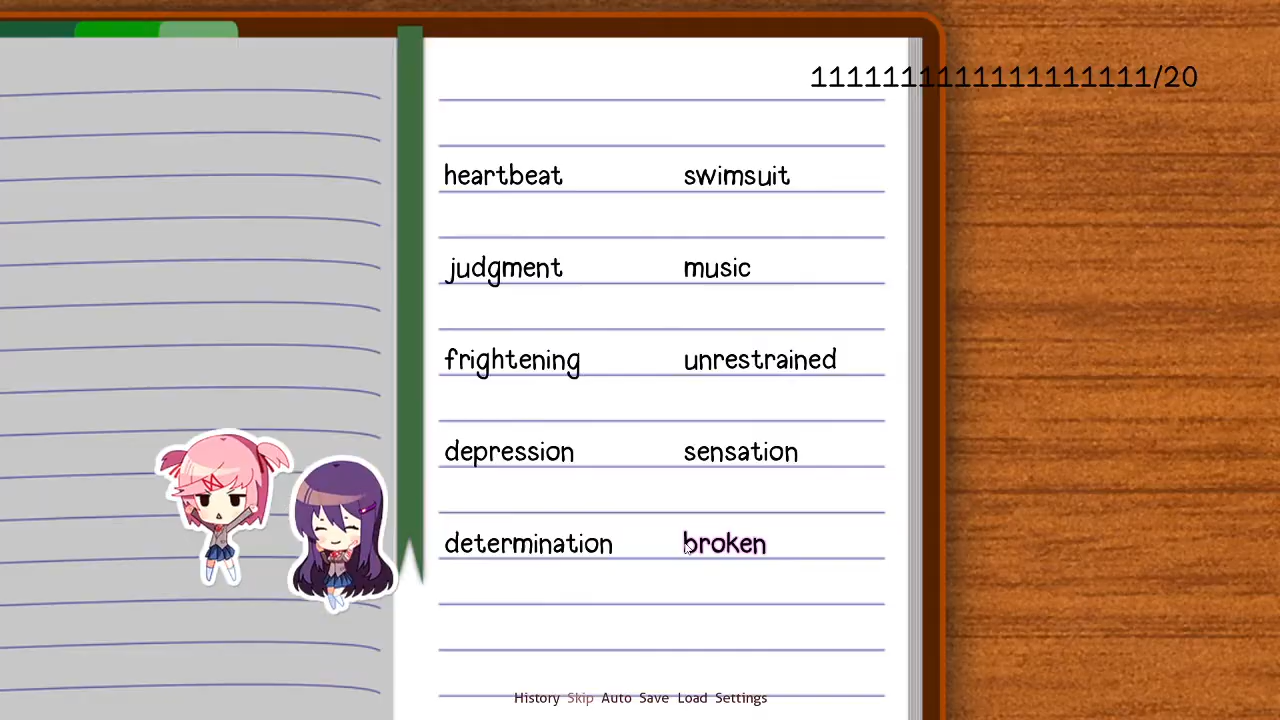 1111111111111111111/20
heartbeat swimsuit
judgment music
frightening unrestrained
depression sensation
determination broken
History Skip Auto Save Load Settings